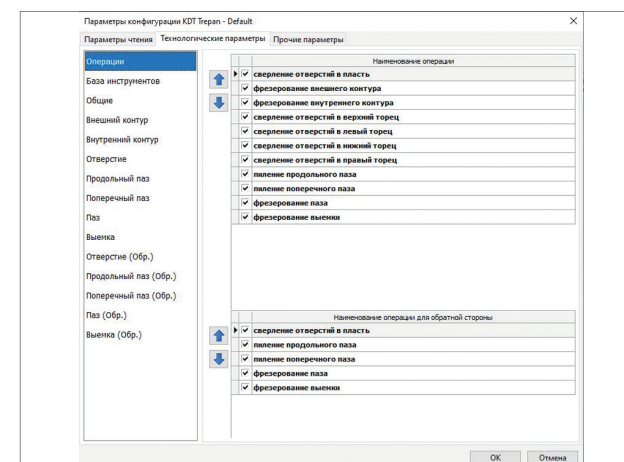 Параметры конфигурации KDT Trepan - Default
Параметры чтения Технологические параметры Прочие параметры
Операции
База инструментов
Общие
Внешний контур
Внутренний контур
Отверстие
Продольный паз
Поперечный паз
Паз
Выемка
Отверстие (Обр.)
Продольный паз (Обр.)
Поперечный паз (Обр.)
Паз (Обр.)
Выемка (Обр.)
Наименование операции
сверление отверстий в пласть
фрезерование внешнего контура
фрезерование внутреннего контура
сверление отверстий в верхний торец
сверление отверстий в левый торец
сверление отверстий в нижний торец
сверление отверстий в правый торец
пиление продольного паза
пиление поперечного паза
фрезерование паза
фрезерование выемки
Наименование операции для обратной стороны
сверление отверстий в пласть
пиление продольного паза
пиление поперечного паза
фрезерование паза
фрезерование выемки
ОК Отмена